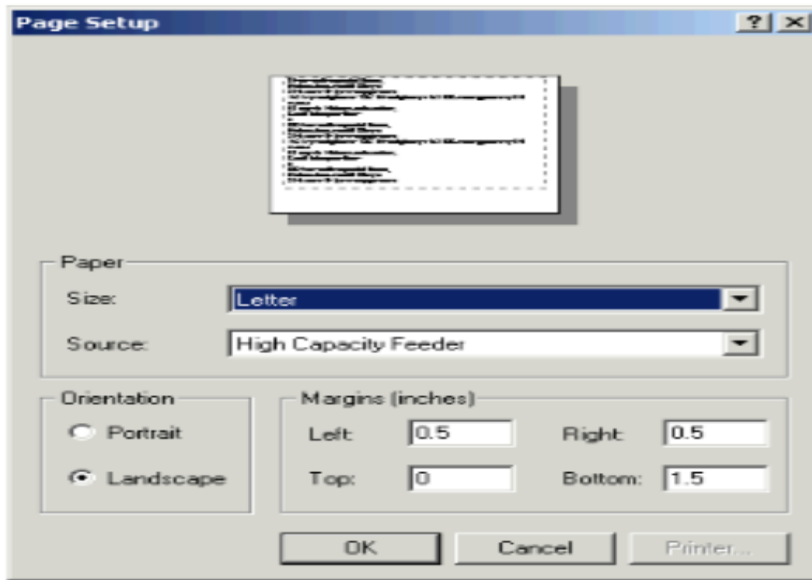 Page Setup
Paper
Size: Letter
Source: High Capacity Feeder
Orientation
Portrait
Landscape
Margins (inches)
Left: 0.5 Right: 0.5
Top: 0 Bottom: 1.5
OK Cancel Printer...